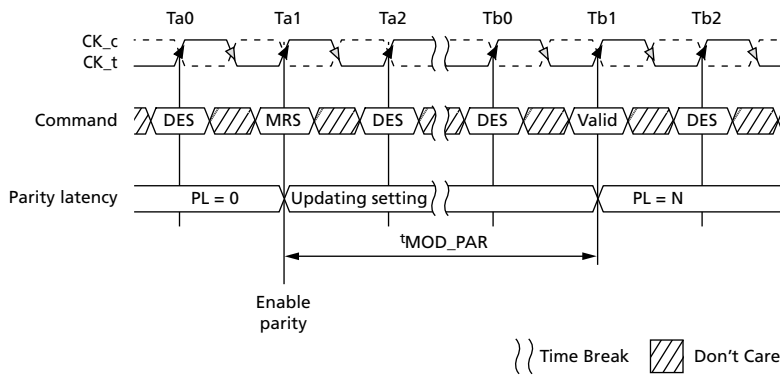 Ta0 Ta1 Ta2 Tb0 Tb1 Tb2
CK_c
CK_t
Command DES MRS DES DES Valid DES
Parity latency PL = 0 Updating setting PL = N
tMOD_PAR
Enable
parity
Time Break Don't Care